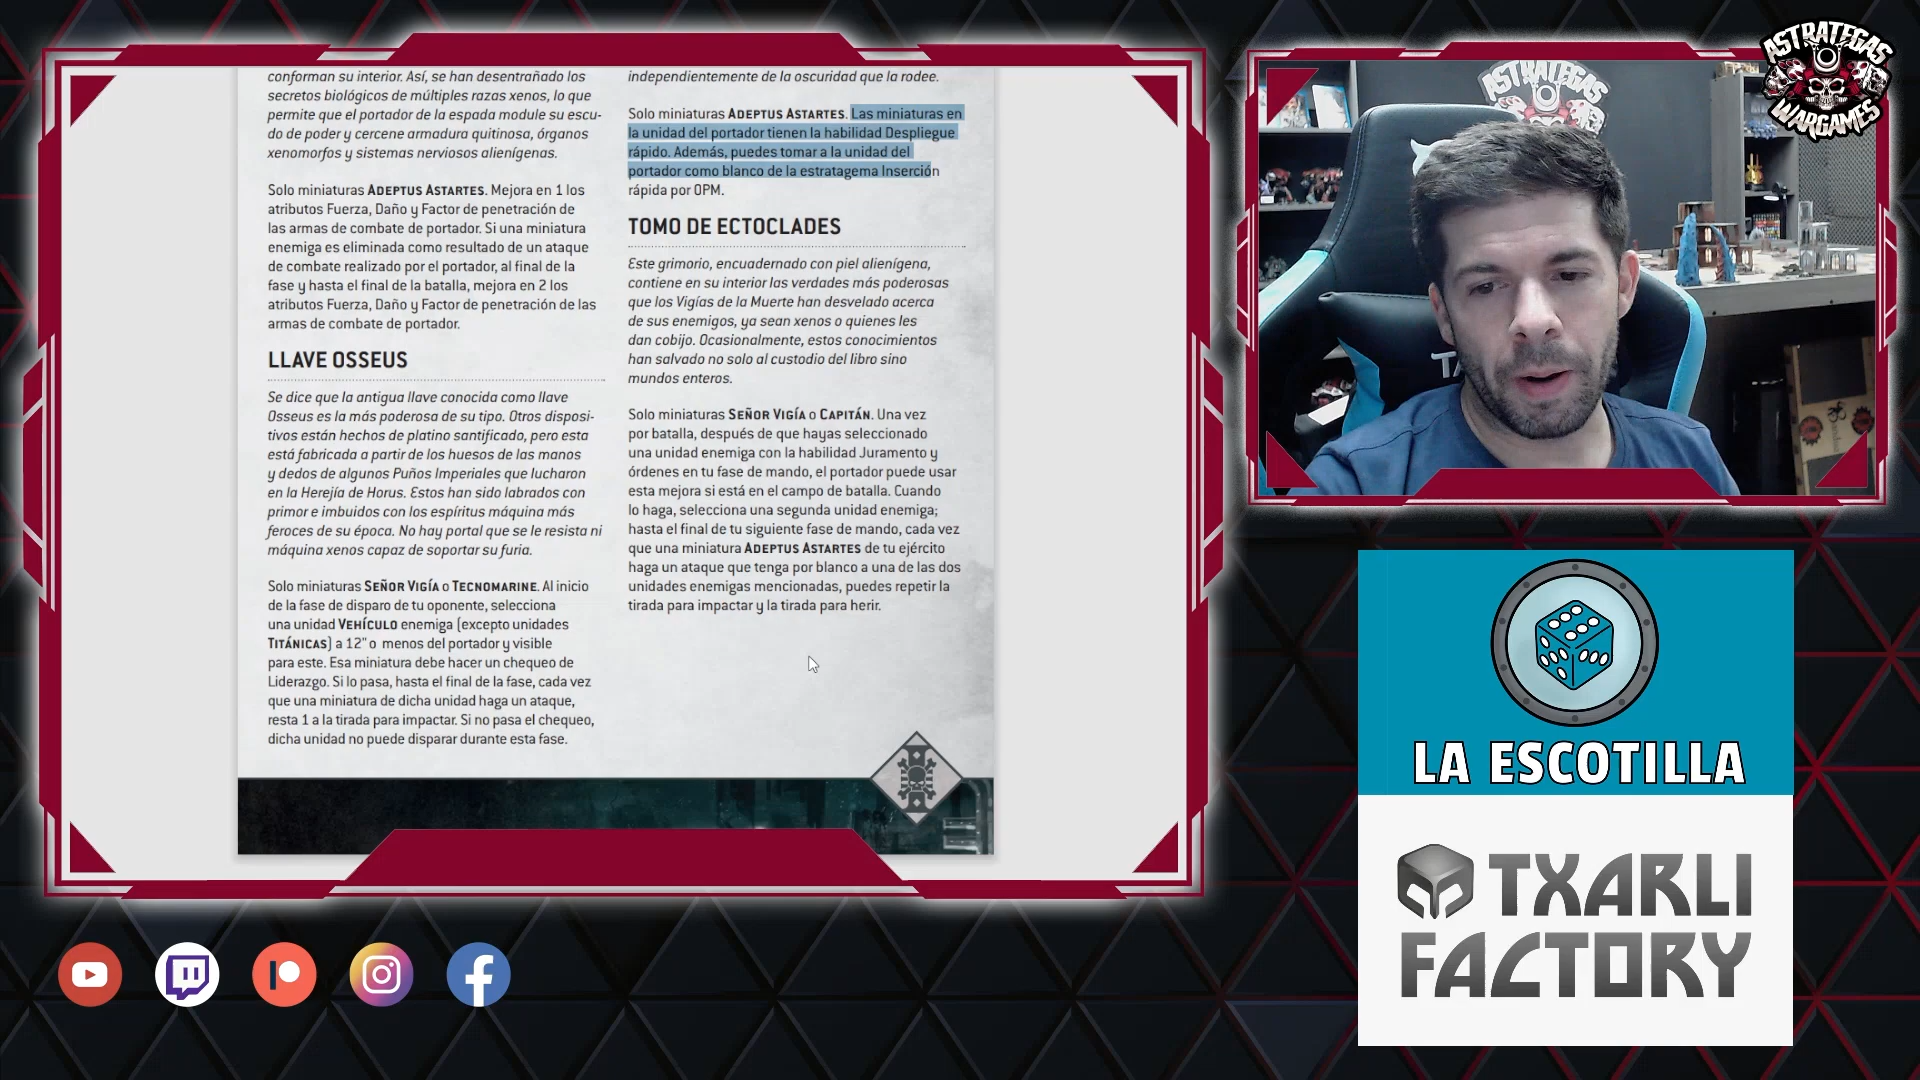 conforman su interior. Así, se han desentrañado los
secretos biológicos de múltiples razas xenos, lo que
permite que el portador de la espada module su escu-
do de poder y cercene armadura quitinosa, órganos
xenomorfos y sistemas nerviosos alienígenas.
Solo miniaturas ADEPTUS ASTARTES. Mejora en 1 los
atributos Fuerza, Daño y Factor de penetración de
las armas de combate de portador. Si una miniatura
enemiga es eliminada como resultado de un ataque
de combate realizado por el portador, al final de la
fase y hasta el final de la batalla, mejora en 2 los
atributos Fuerza, Daño y Factor de penetración de las
armas de combate de portador.
LLAVE OSSEUS
Se dice que la antigua llave conocida como llave
Osseus es la más poderosa de su tipo. Otros disposi-
tivos están hechos de platino santificado, pero esta
está fabricada a partir de los huesos de las manos
y dedos de algunos Puños Imperiales que lucharon
en la Herejía de Horus. Estos han sido labrados con
primor e imbuidos con los espíritus máquina más
feroces de su época. No hay portal que se le resista ni
máquina xenos capaz de soportar su furia.
Solo miniaturas SEÑOR VIGÍA o TECNOMARINE. Al inicio
de la fase de disparo de tu oponente, selecciona
una unidad VEHÍCULO enemiga (excepto unidades
TITÁNICAS) a 12" o menos del portador y visible
para este. Esa miniatura debe hacer un chequeo de
Liderazgo. Si lo pasa, hasta el final de la fase, cada vez
que una miniatura de dicha unidad haga un ataque,
resta 1 a la tirada para impactar. Si no pasa el chequeo,
dicha unidad no puede disparar durante esta fase.
independientemente de la oscuridad que la rodee.
Solo miniaturas ADEPTUS ASTARTES. Las miniaturas en
la unidad del portador tienen la habilidad Despliegue
rápido. Además, puedes tomar a la unidad del
portador como blanco de la estratagema Inserción
rápida por 0PM.
TOMO DE ECTOCLADES
Este grimorio, encuadernado con piel alienígena,
contiene en su interior las verdades más poderosas
que los Vigías de la Muerte han desvelado acerca
de sus enemigos, ya sean xenos o quienes les
dan cobijo. Ocasionalmente, estos conocimientos
han salvado no solo al custodio del libro sino
mundos enteros.
Solo miniaturas SEÑOR VIGÍA o CAPITÁN. Una vez
por batalla, después de que hayas seleccionado
una unidad enemiga con la habilidad Juramento y
órdenes en tu fase de mando, el portador puede usar
esta mejora si está en el campo de batalla. Cuando
lo haga, selecciona una segunda unidad enemiga;
hasta el final de tu siguiente fase de mando, cada vez
que una miniatura ADEPTUS ASTARTES de tu ejército
haga un ataque que tenga por blanco a una de las dos
unidades enemigas mencionadas, puedes repetir la
tirada para impactar y la tirada para herir.
ASTRATEGAS
WARGAMES
ASTRATEGAS
LA ESCOTILLA
TXARLI
FACTORY